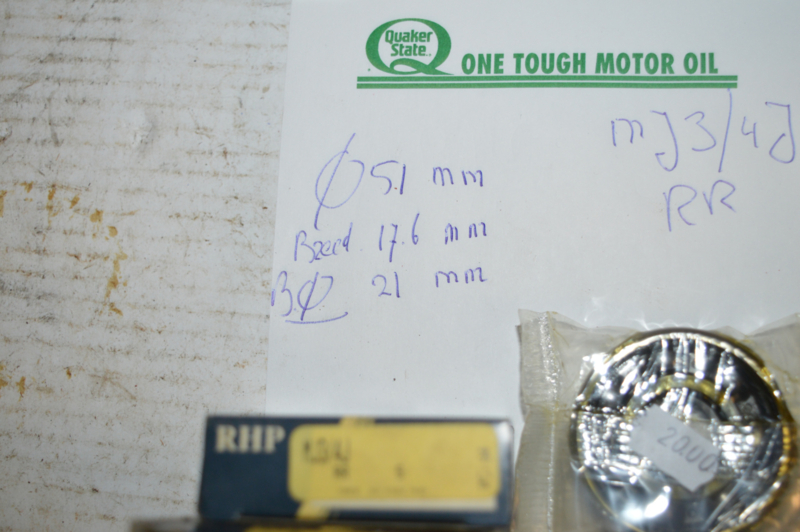 Quaker
State
ONE TOUGH MOTOR OIL
mJ3/4J
RR
Ø 51 mm
Breed 17.6 mm
BØ 21 mm
RHP
2000